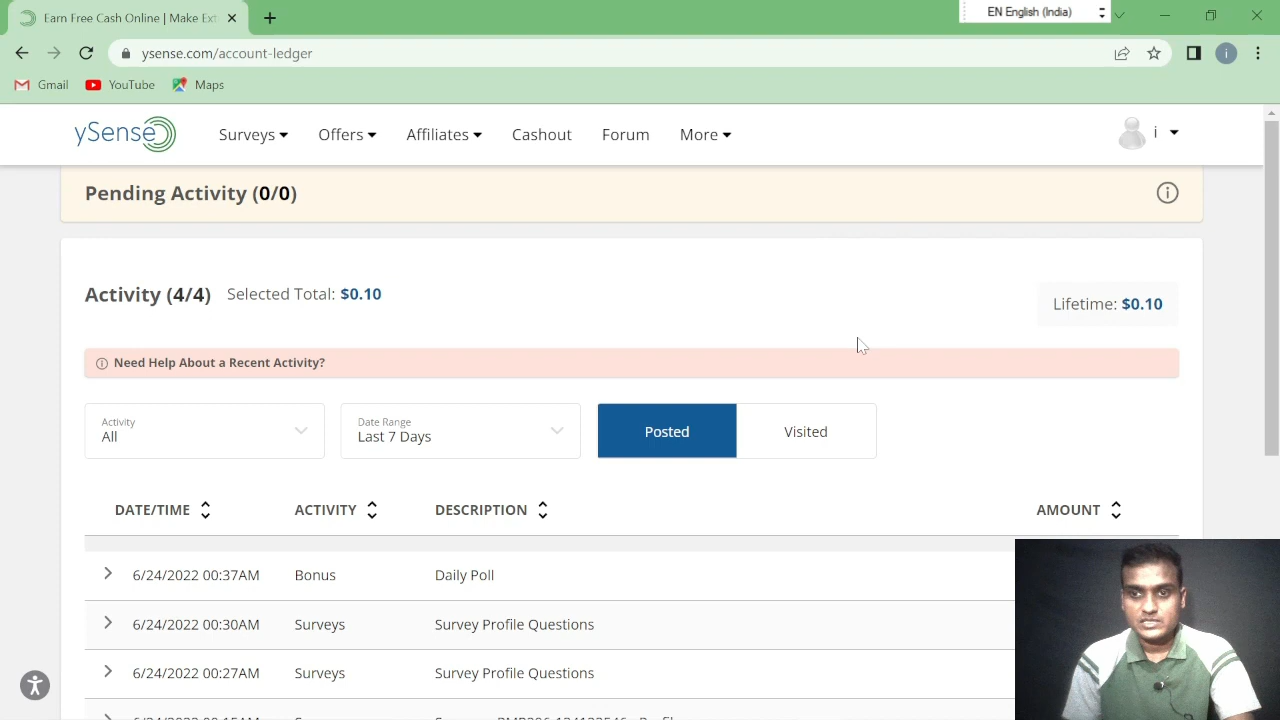 Earn Free Cash Online | Make Ext
EN English (India)
ysense.com/account-ledger
i
Gmail
YouTube
Maps
ySense
Surveys
Offers
Affiliates
Cashout
Forum
More
i
Pending Activity (0/0)
Activity (4/4) Selected Total: $0.10
Lifetime: $0.10
Need Help About a Recent Activity?
Activity
All
Date Range
Last 7 Days
Posted
Visited
DATE/TIME ACTIVITY DESCRIPTION AMOUNT
6/24/2022 00:37AM Bonus Daily Poll
6/24/2022 00:30AM Surveys Survey Profile Questions
6/24/2022 00:27AM Surveys Survey Profile Questions